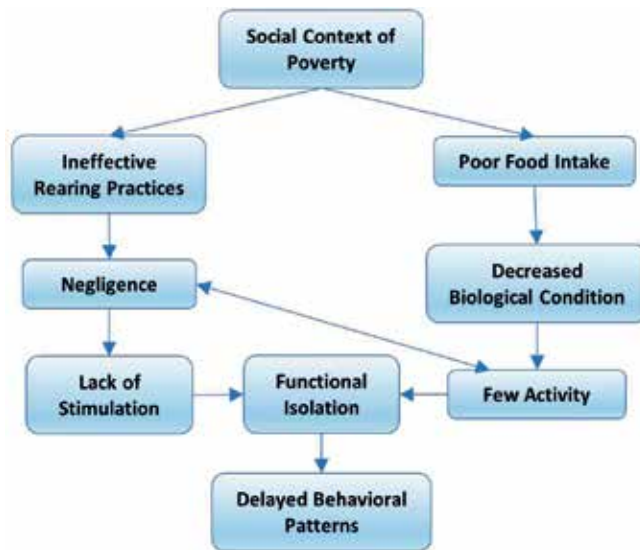 Social Context of
Poverty
Ineffective
Rearing Practices
Poor Food Intake
Negligence
Decreased
Biological Condition
Lack of
Stimulation
Functional
Isolation
Few Activity
Delayed Behavioral
Patterns